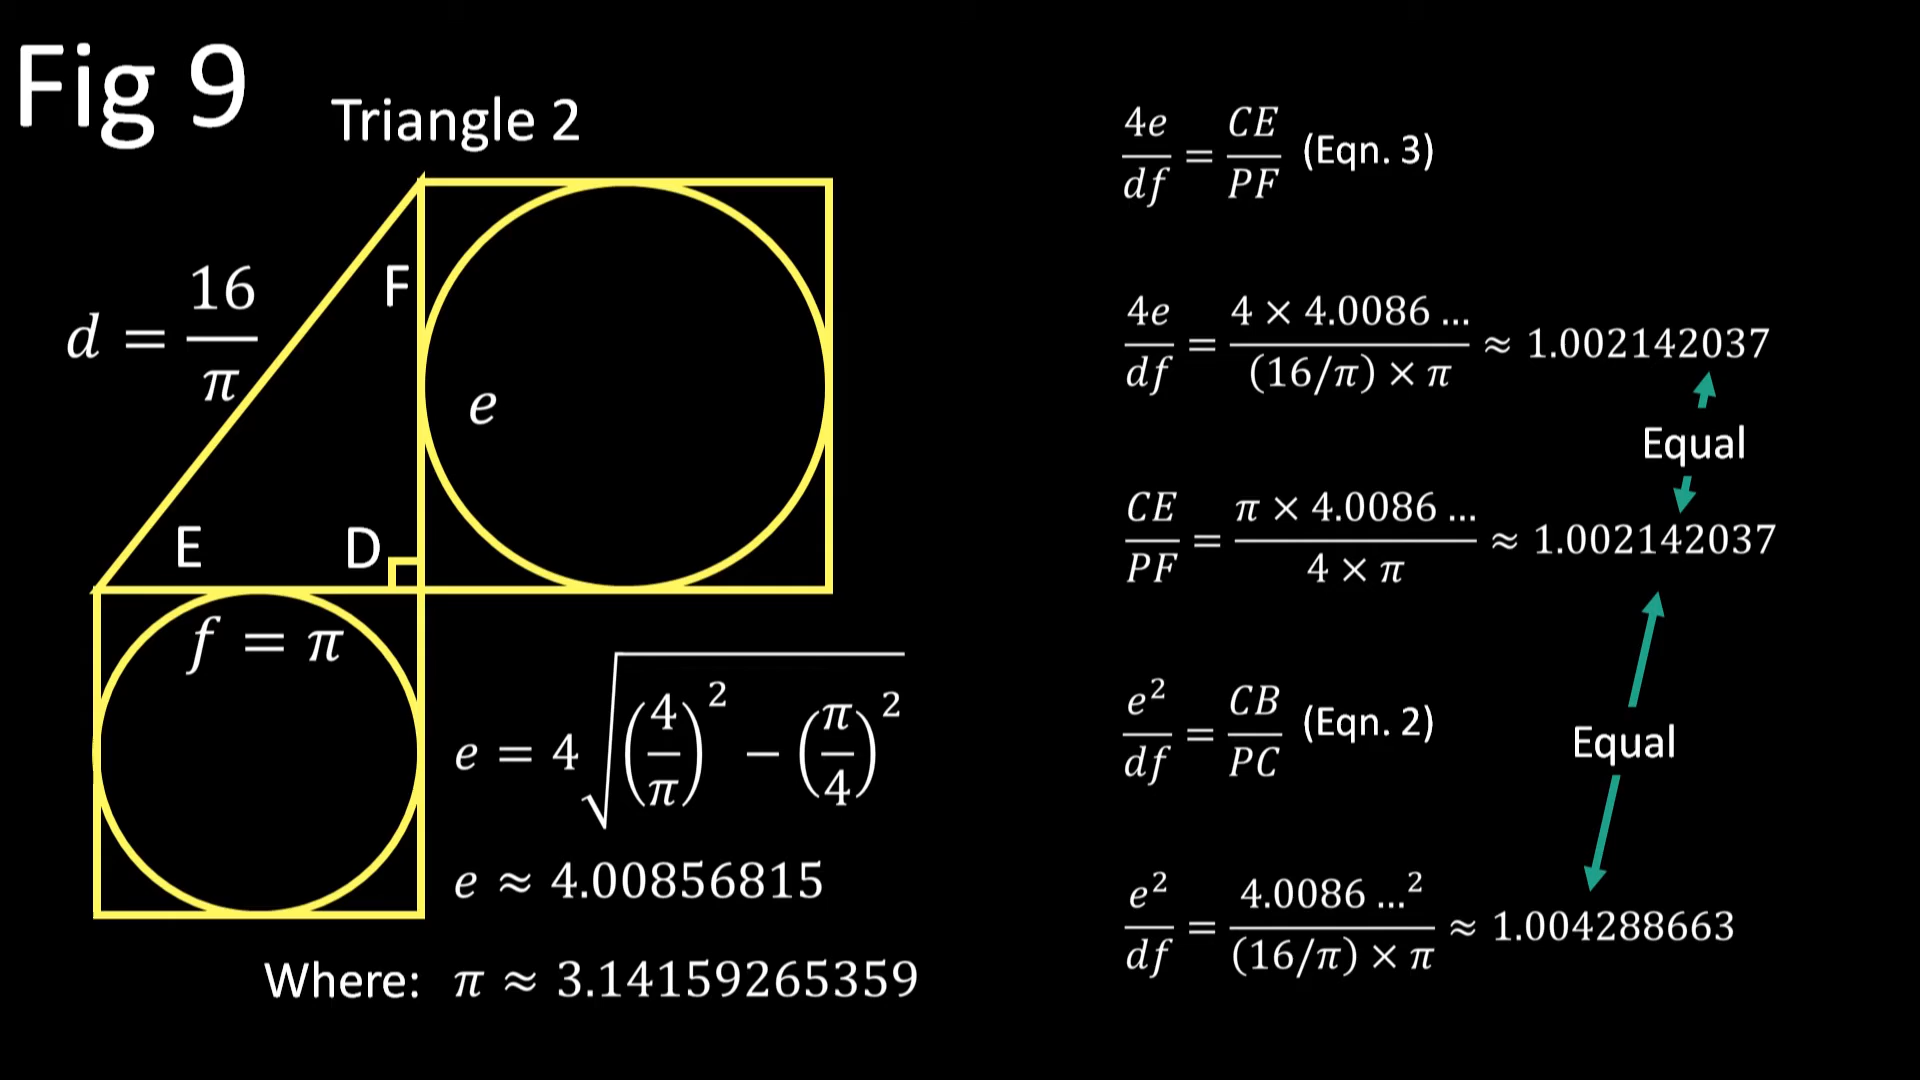 Fig 9
Triangle 2
d = 16/π
F
e
E
D
f = π
e = 4√((4/π)² − (π/4)²)
e ≈ 4.00856815
Where: π ≈ 3.14159265359
4e/df = CE/PF (Eqn. 3)
4e/df = 4 × 4.0086 .../(16/π) × π ≈ 1.002142037
Equal
CE/PF = π × 4.0086 .../4 × π ≈ 1.002142037
e²/df = CB/PC (Eqn. 2)
Equal
e²/df = 4.0086 ...²/(16/π) × π ≈ 1.004288663